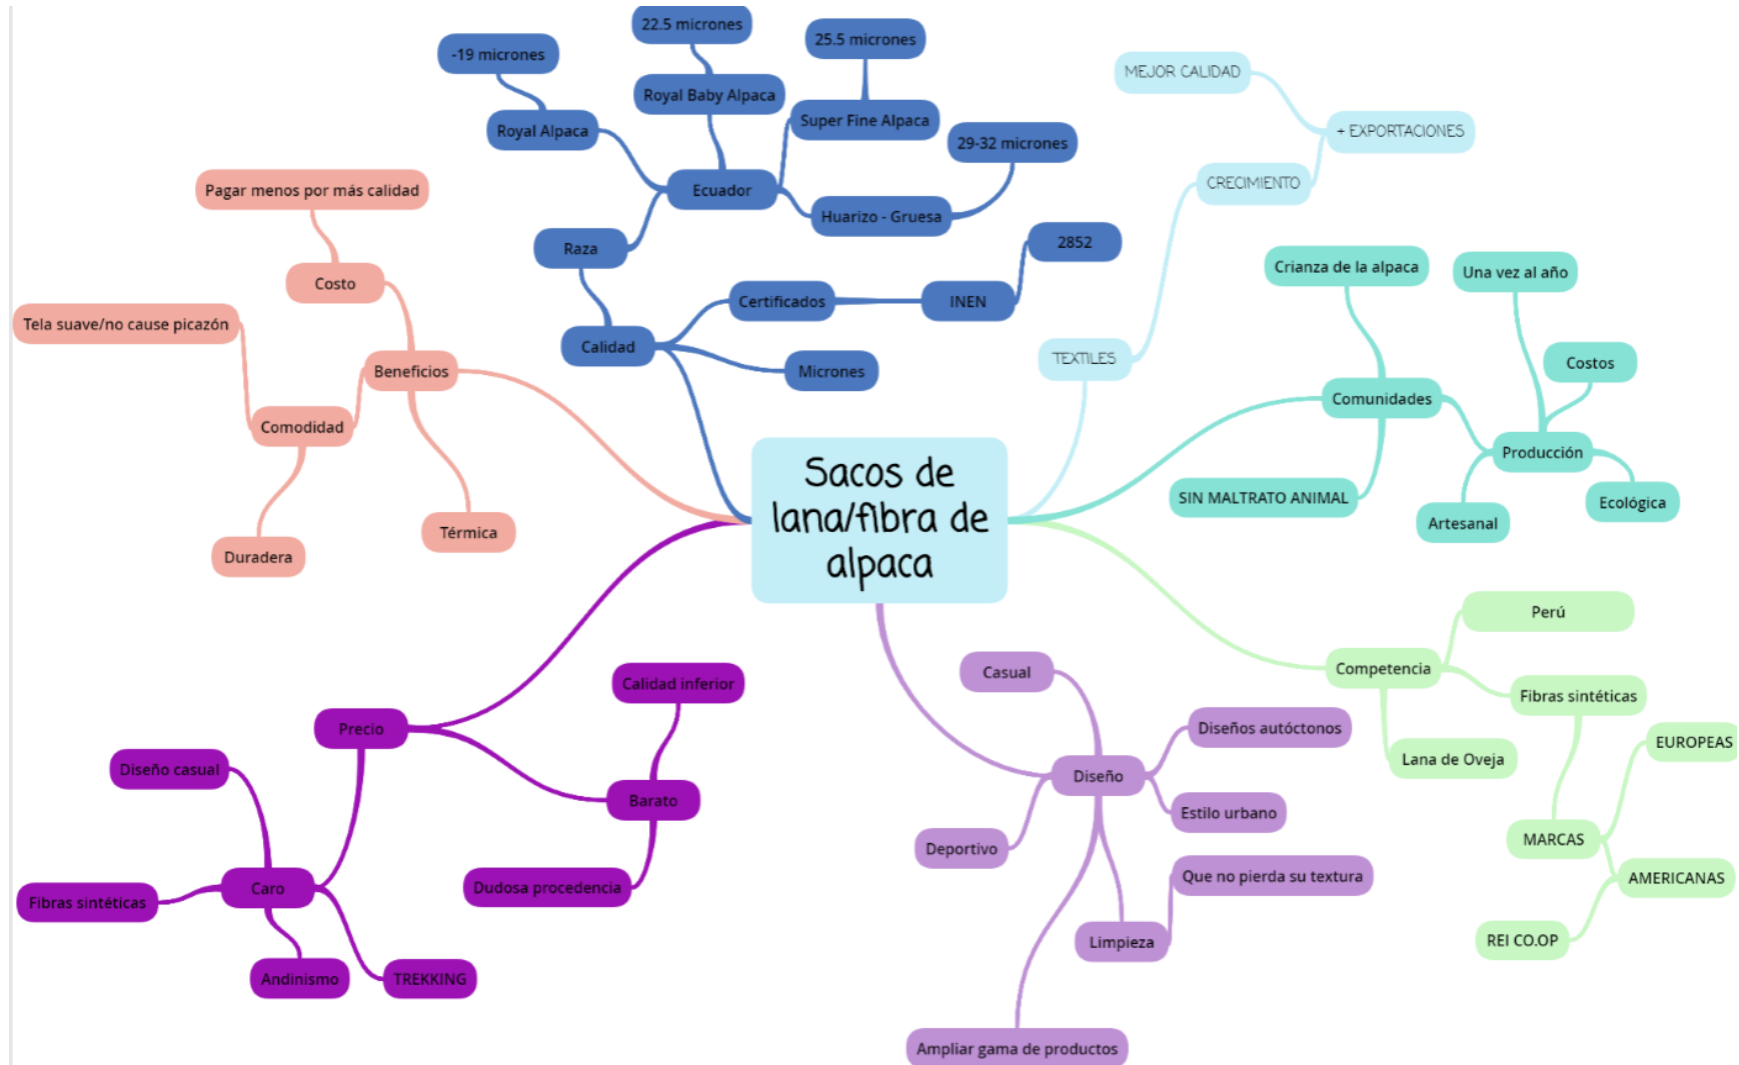 Sacos de
lana/fibra de
alpaca
22.5 micrones
-19 micrones
25.5 micrones
Royal Baby Alpaca
Royal Alpaca
Super Fine Alpaca
29-32 micrones
Ecuador
Huarizo - Gruesa
Raza
2852
Certificados
INEN
Calidad
Micrones
MEJOR CALIDAD
+ EXPORTACIONES
CRECIMIENTO
TEXTILES
Crianza de la alpaca
Una vez al año
Costos
Comunidades
Producción
SIN MALTRATO ANIMAL
Ecológica
Artesanal
Perú
Competencia
Fibras sintéticas
Lana de Oveja
EUROPEAS
MARCAS
AMERICANAS
REI CO.OP
Casual
Diseños autóctonos
Diseño
Estilo urbano
Deportivo
Que no pierda su textura
Limpieza
Ampliar gama de productos
Calidad inferior
Precio
Diseño casual
Barato
Caro
Dudosa procedencia
Fibras sintéticas
Andinismo
TREKKING
Pagar menos por más calidad
Costo
Tela suave/no cause picazón
Beneficios
Comodidad
Térmica
Duradera